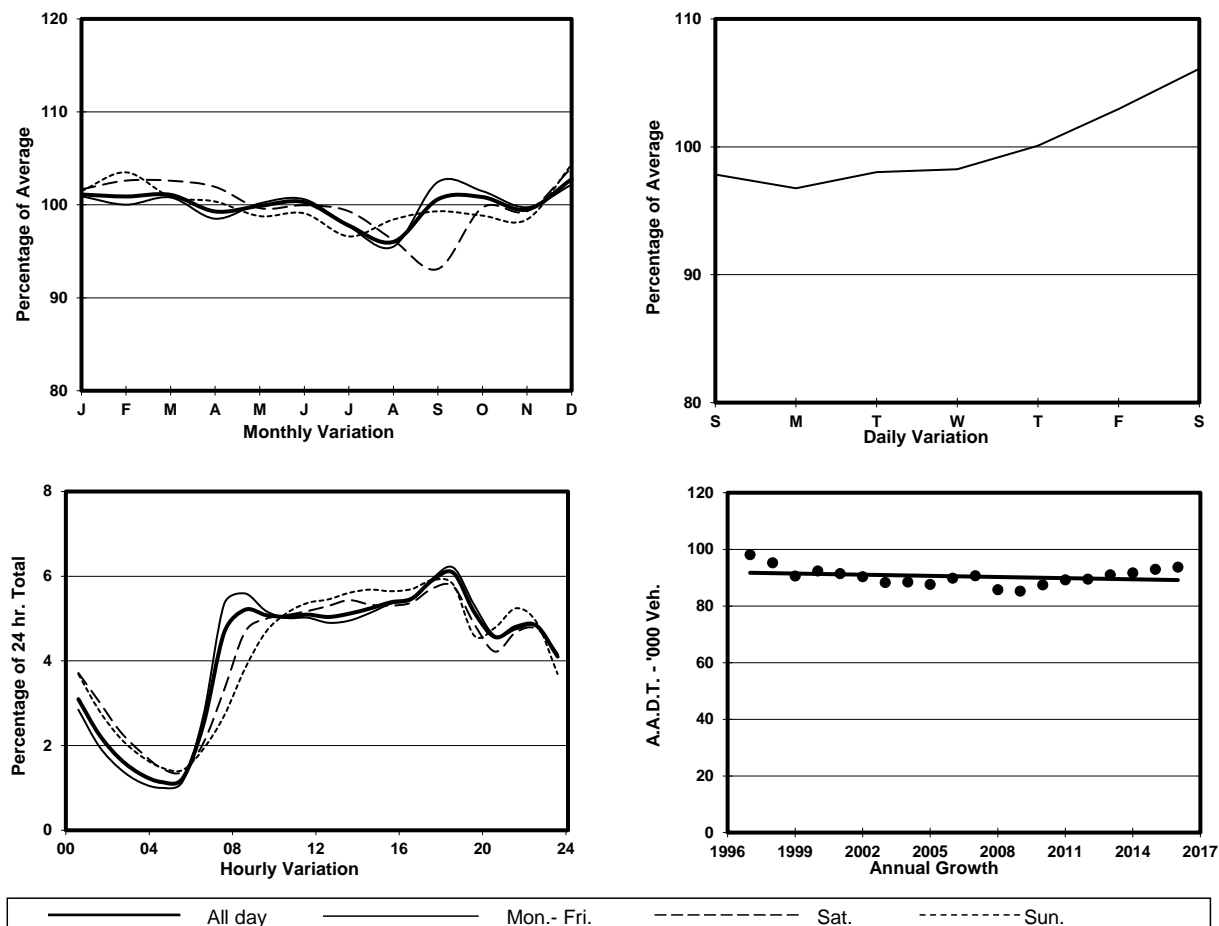 120
110
100
90
80
Percentage of Average
J F M A M J J A S O N D
Monthly Variation
110
100
90
80
Percentage of Average
S M T W T F S
Daily Variation
8
6
4
2
0
Percentage of 24 hr. Total
00 04 08 12 16 20 24
Hourly Variation
120
100
80
60
40
20
0
A.A.D.T. - '000 Veh.
1996 1999 2002 2005 2008 2011 2014 2017
Annual Growth
All day Mon.- Fri. Sat. Sun.